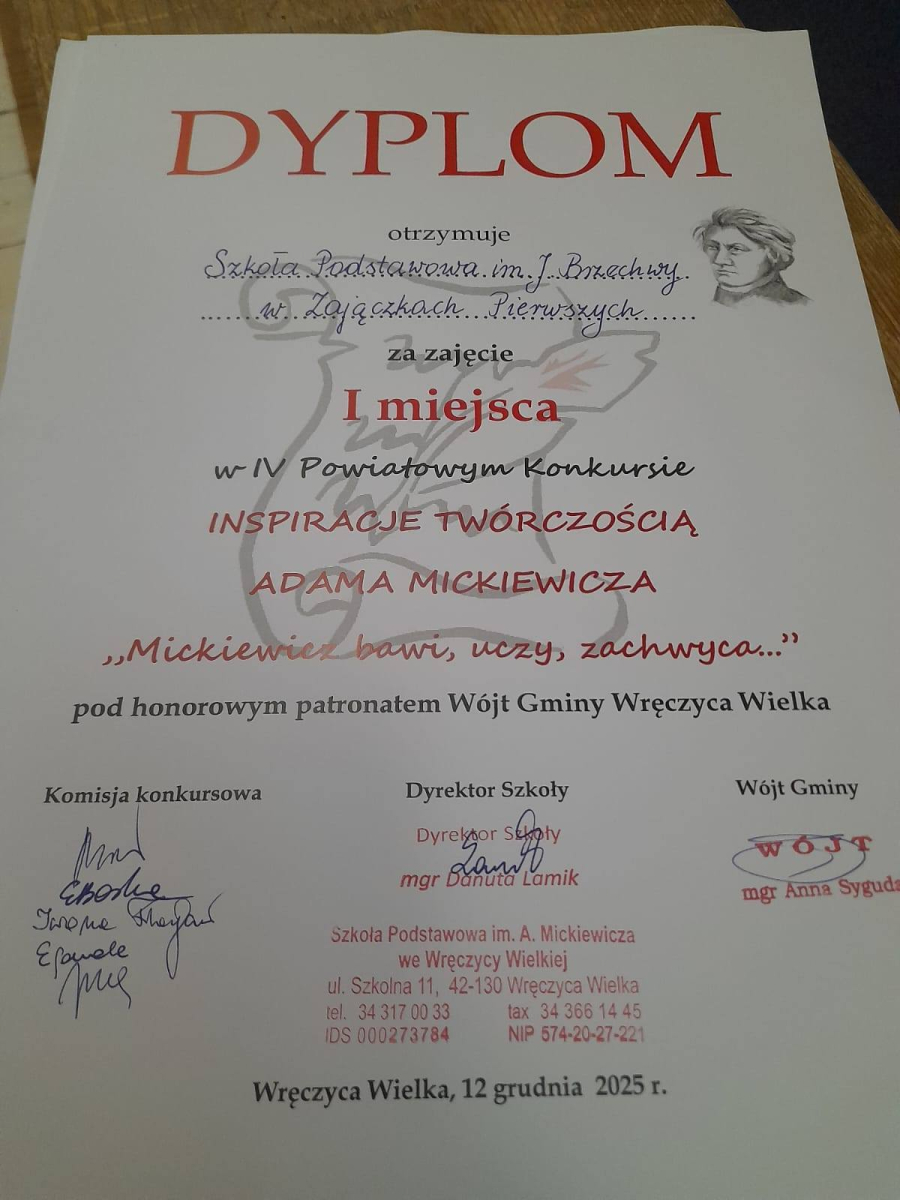 DYPLOM
otrzymuje
Szkoła Podstawowa im. J. Brzechwy
w Zajączkach Pierwszych
za zajęcie
I miejsca
w IV Powiatowym Konkursie
INSPIRACJE TWÓRCZOŚCIĄ
ADAMA MICKIEWICZA
„Mickiewicz bawi, uczy, zachwyca...”
pod honorowym patronatem Wójt Gminy Wręczyca Wielka
Komisja konkursowa
Dyrektor Szkoły
Wójt Gminy
Dyrektor Szkoły
mgr Danuta Lamik
WÓJT
mgr Anna Syguda
Iwona
Szkoła Podstawowa im. A. Mickiewicza
we Wręczycy Wielkiej
ul. Szkolna 11, 42-130 Wręczyca Wielka
tel. 34 317 00 33 fax 34 366 14 45
IDS 000273784 NIP 574-20-27-221
Wręczyca Wielka, 12 grudnia 2025 r.